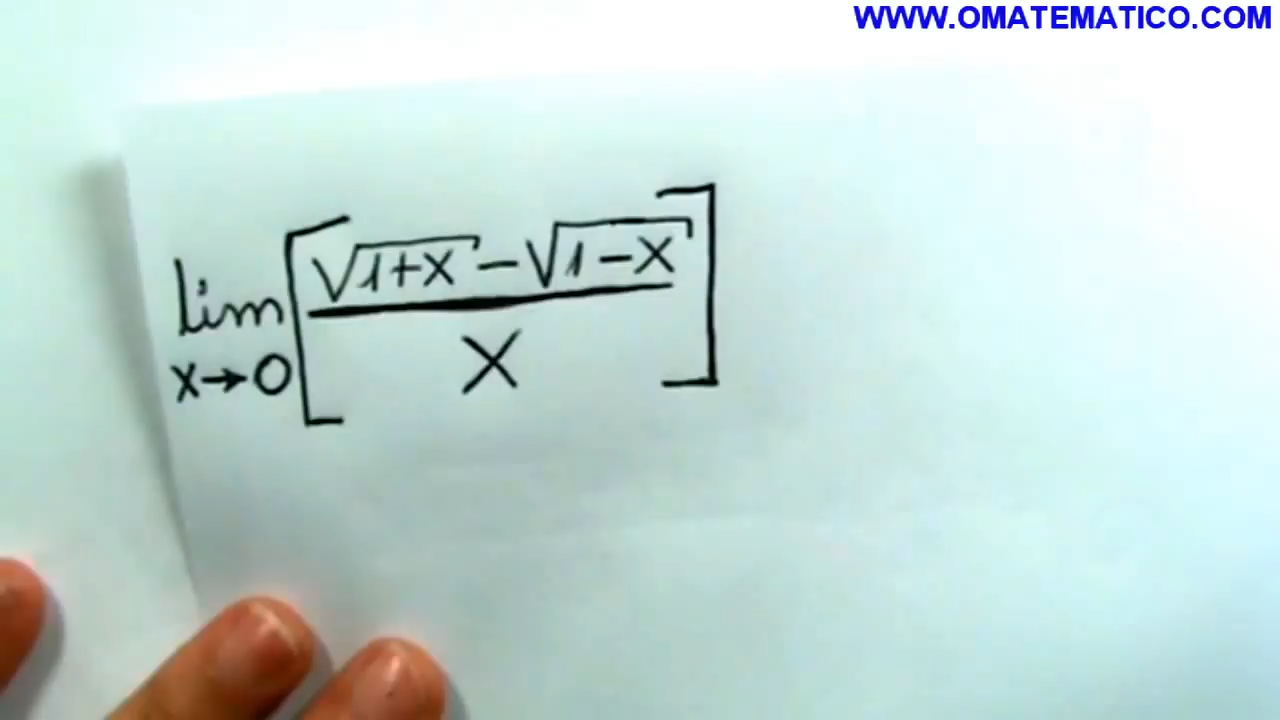 WWW.OMATEMATICO.COM
lim x→0 [ (√1+x − √1−x) / x ]